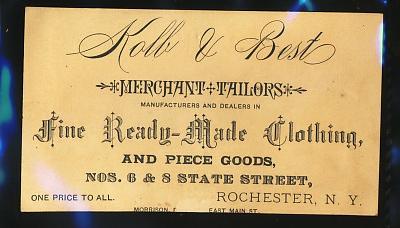 Kolb & Best
MERCHANT TAILORS
MANUFACTURERS AND DEALERS IN
Fine Ready-Made Clothing,
AND PIECE GOODS,
NOS. 6 & 8 STATE STREET,
ONE PRICE TO ALL. ROCHESTER, N. Y.
MORRISON, EAST MAIN ST.